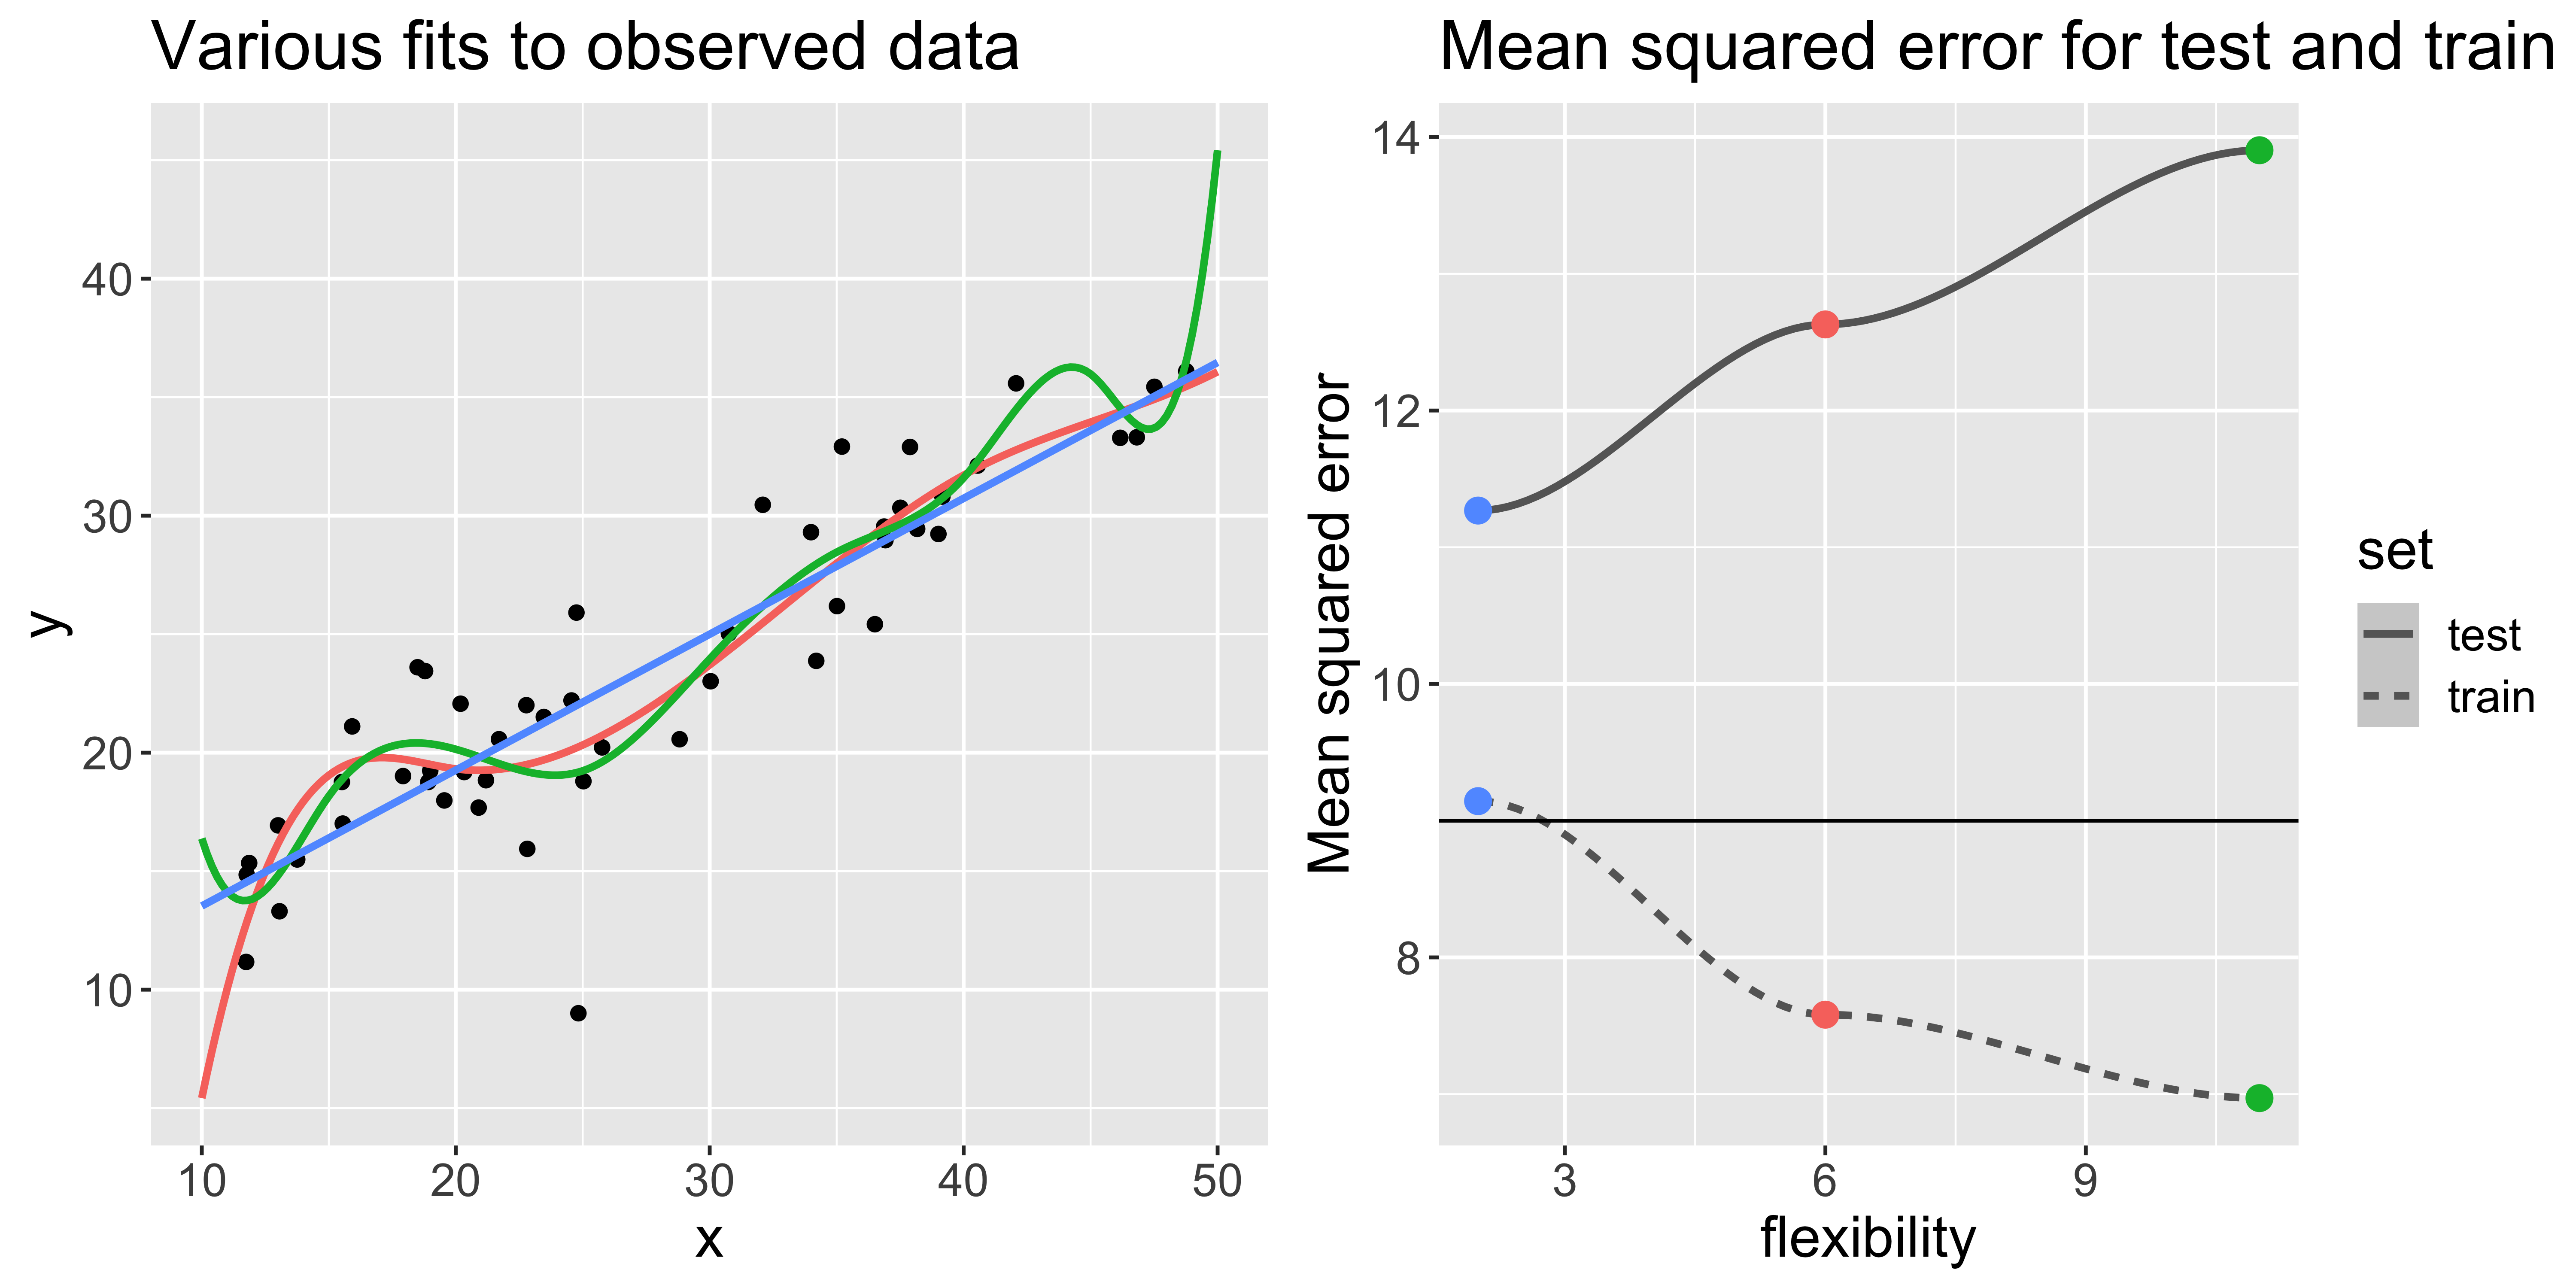 Various fits to observed data
40
30
20
10
y
10 20 30 40 50
x
Mean squared error for test and train
14
12
10
8
Mean squared error
3 6 9
flexibility
set
test
train